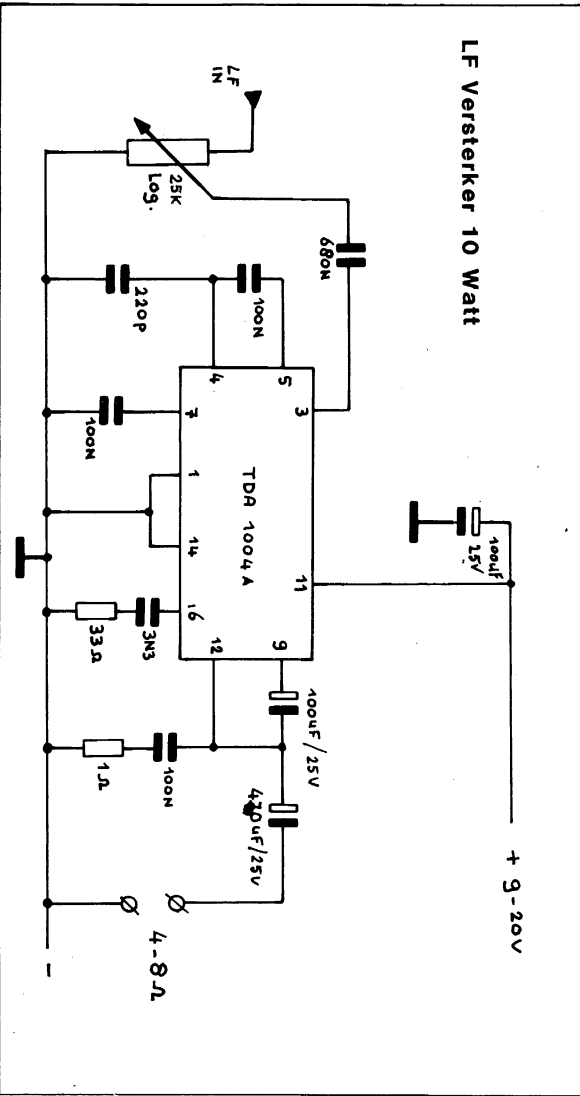 LF Versterker 10 Watt
LF
IN
25K
Log.
680N
220P
100N
100N
4
5
3
7
1
14
16
12
9
11
TDA 1004A
100uF
25V
+ 9-20V
33Ω
3N3
1Ω
100N
100uF/25V
470uF/25V
4-8Ω
-